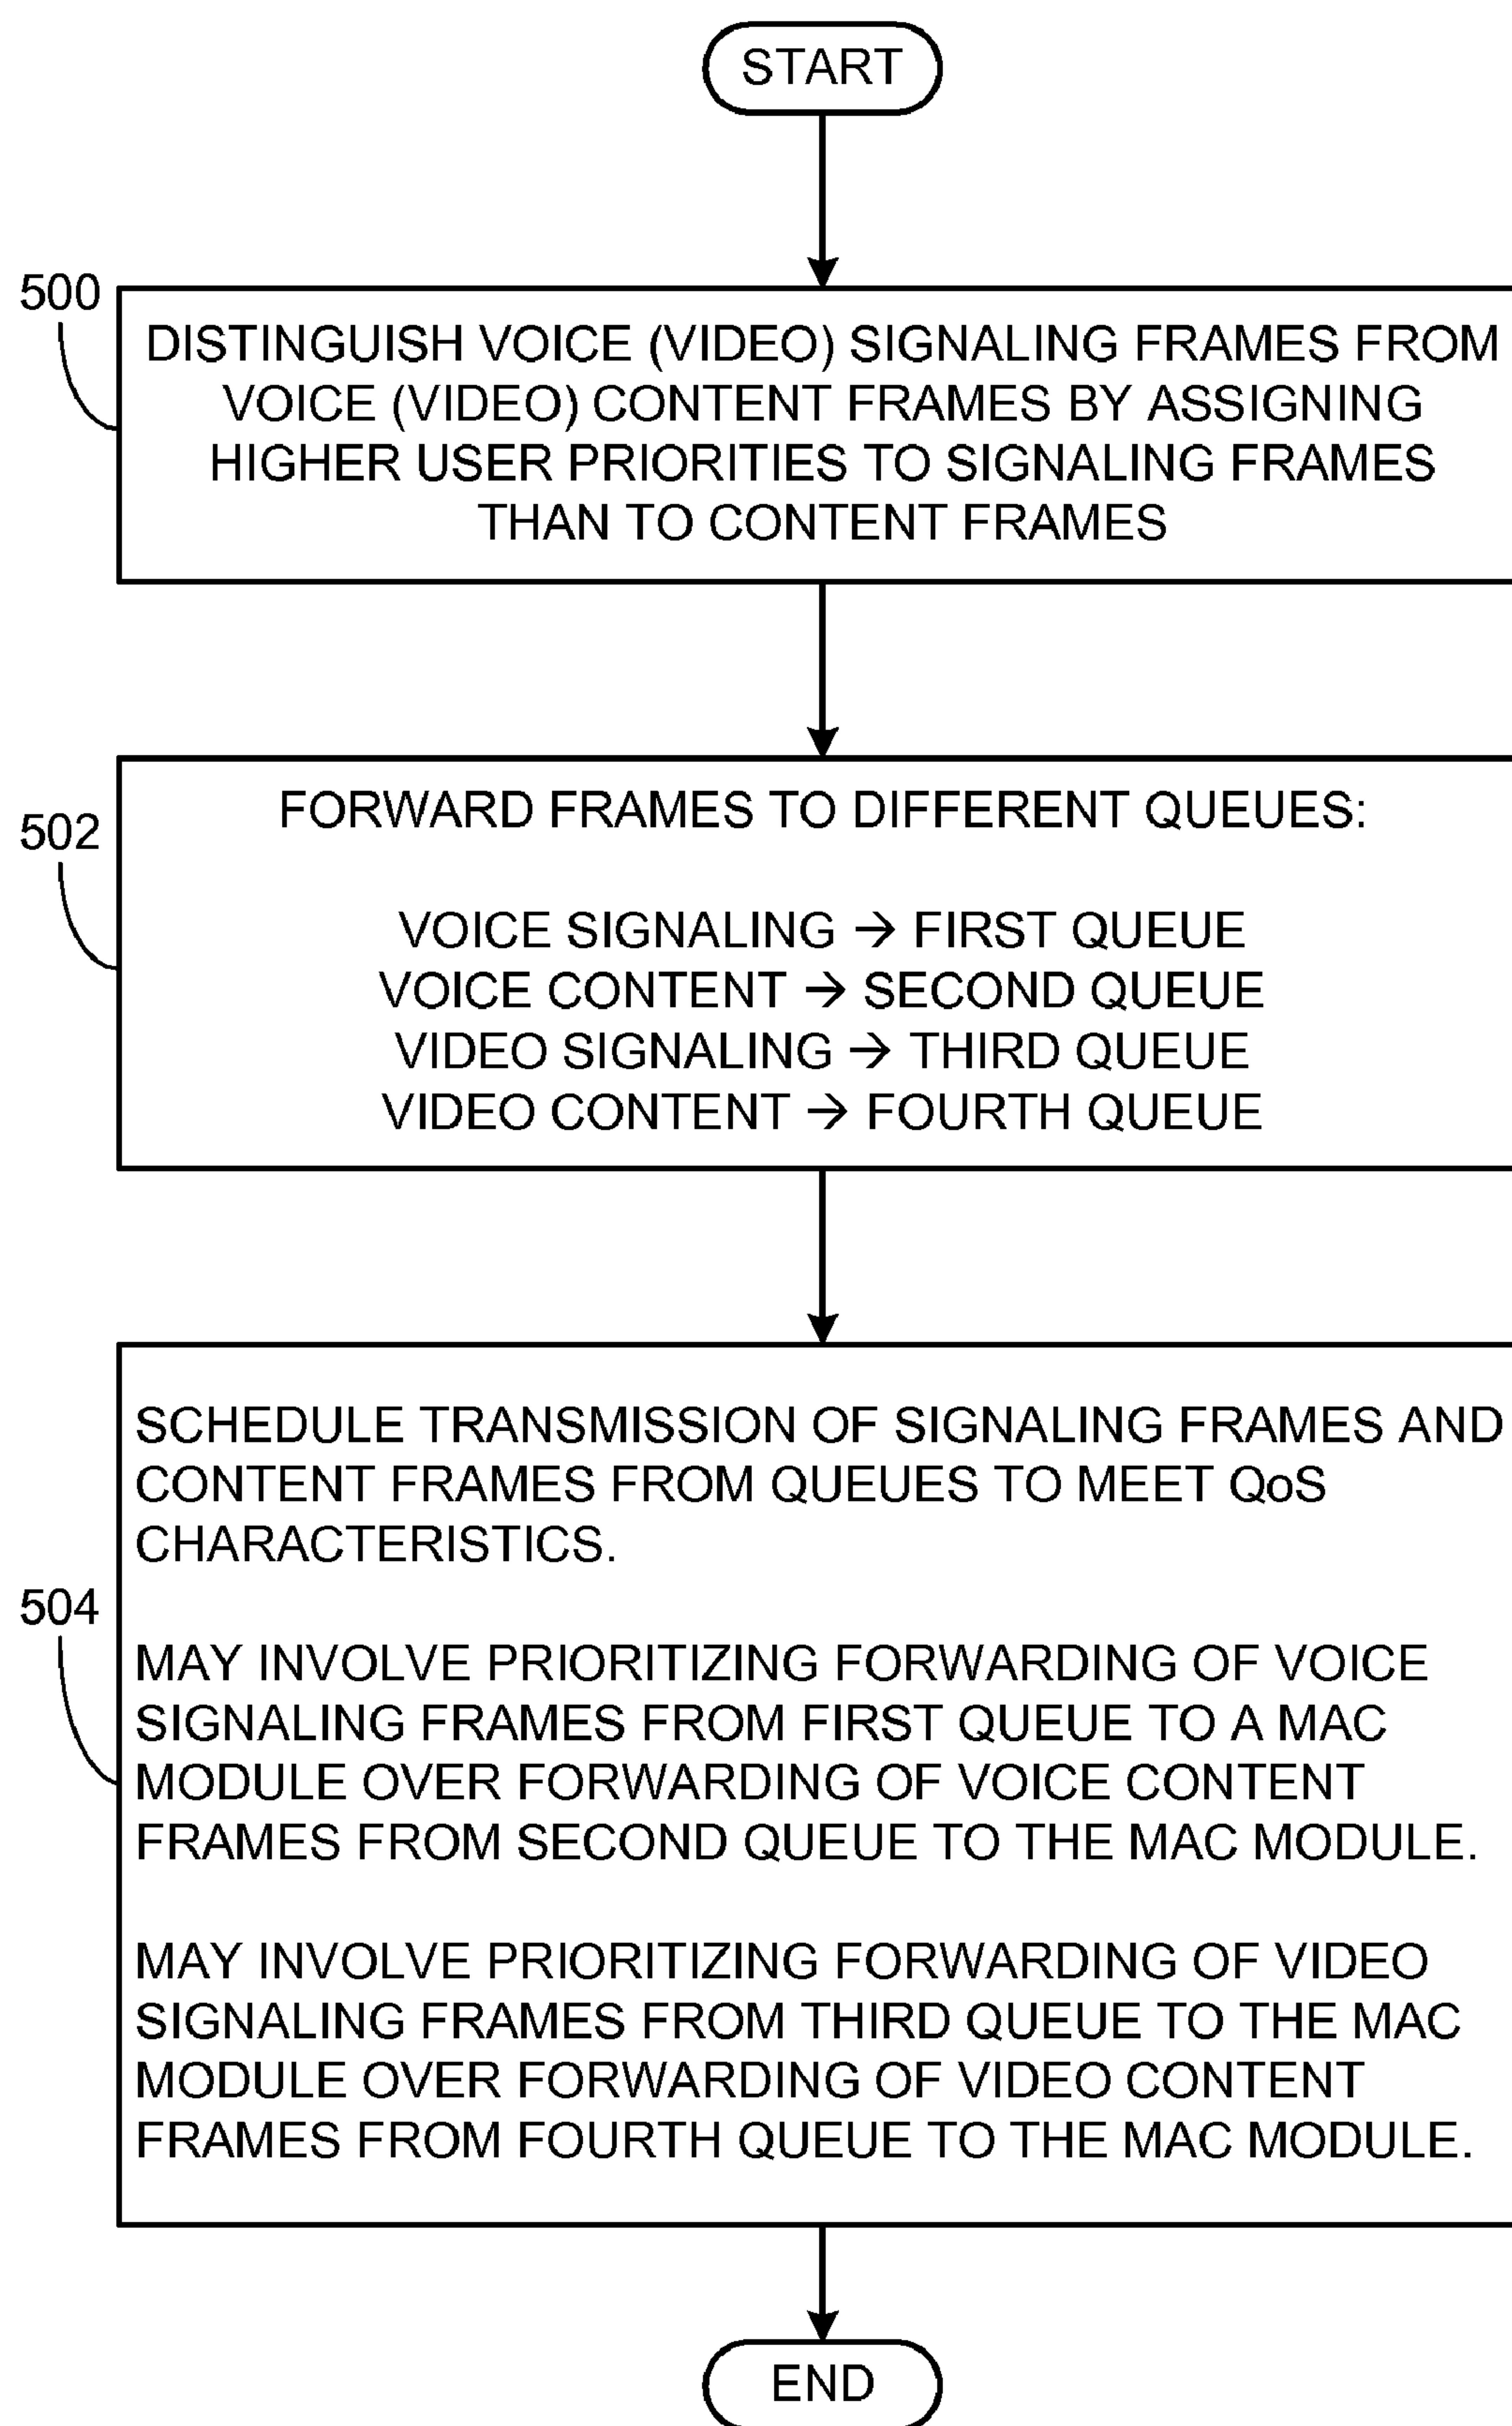 START
500
DISTINGUISH VOICE (VIDEO) SIGNALING FRAMES FROM
VOICE (VIDEO) CONTENT FRAMES BY ASSIGNING
HIGHER USER PRIORITIES TO SIGNALING FRAMES
THAN TO CONTENT FRAMES
502
FORWARD FRAMES TO DIFFERENT QUEUES:
VOICE SIGNALING → FIRST QUEUE
VOICE CONTENT → SECOND QUEUE
VIDEO SIGNALING → THIRD QUEUE
VIDEO CONTENT → FOURTH QUEUE
504
SCHEDULE TRANSMISSION OF SIGNALING FRAMES AND
CONTENT FRAMES FROM QUEUES TO MEET QoS
CHARACTERISTICS.
MAY INVOLVE PRIORITIZING FORWARDING OF VOICE
SIGNALING FRAMES FROM FIRST QUEUE TO A MAC
MODULE OVER FORWARDING OF VOICE CONTENT
FRAMES FROM SECOND QUEUE TO THE MAC MODULE.
MAY INVOLVE PRIORITIZING FORWARDING OF VIDEO
SIGNALING FRAMES FROM THIRD QUEUE TO THE MAC
MODULE OVER FORWARDING OF VIDEO CONTENT
FRAMES FROM FOURTH QUEUE TO THE MAC MODULE.
END